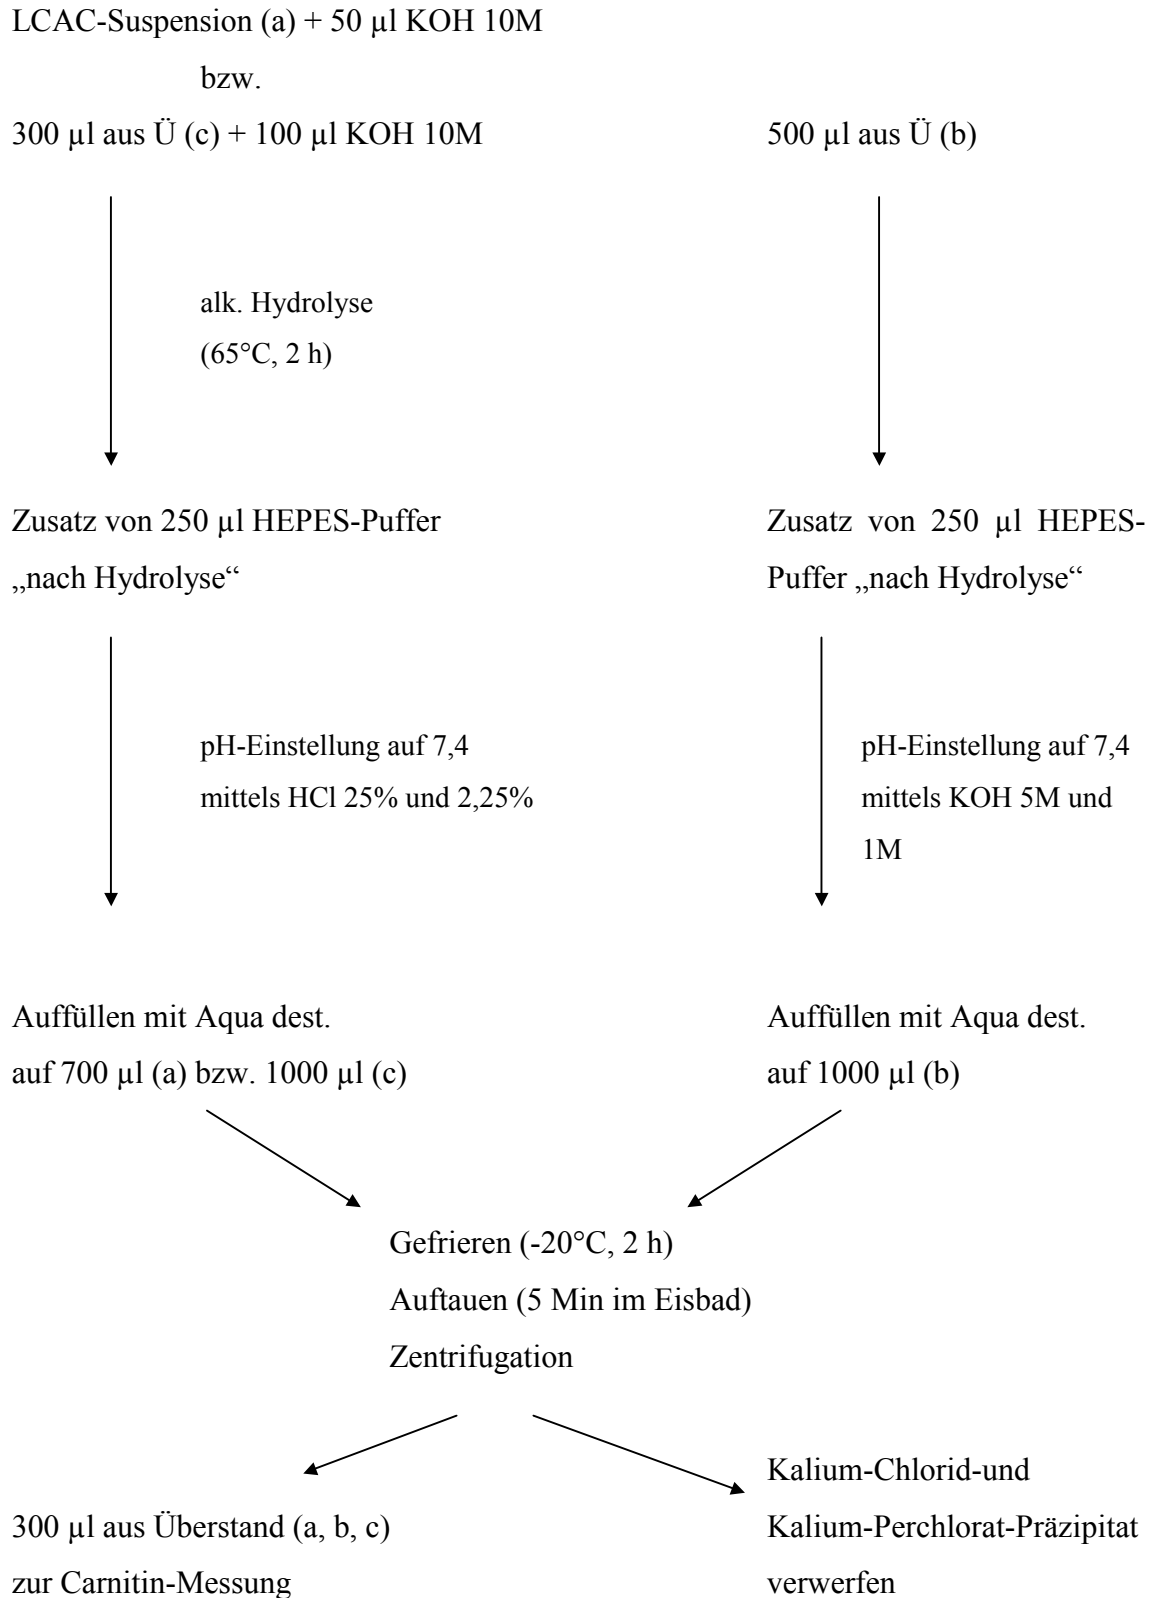 LCAC-Suspension (a) + 50 µl KOH 10M
bzw.
300 µl aus Ü (c) + 100 µl KOH 10M
500 µl aus Ü (b)
alk. Hydrolyse
(65°C, 2 h)
Zusatz von 250 µl HEPES-Puffer
„nach Hydrolyse“
Zusatz von 250 µl HEPES-
Puffer „nach Hydrolyse“
pH-Einstellung auf 7,4
mittels HCl 25% und 2,25%
pH-Einstellung auf 7,4
mittels KOH 5M und
1M
Auffüllen mit Aqua dest.
auf 700 µl (a) bzw. 1000 µl (c)
Auffüllen mit Aqua dest.
auf 1000 µl (b)
Gefrieren (-20°C, 2 h)
Auftauen (5 Min im Eisbad)
Zentrifugation
300 µl aus Überstand (a, b, c)
zur Carnitin-Messung
Kalium-Chlorid-und
Kalium-Perchlorat-Präzipitat
verwerfen